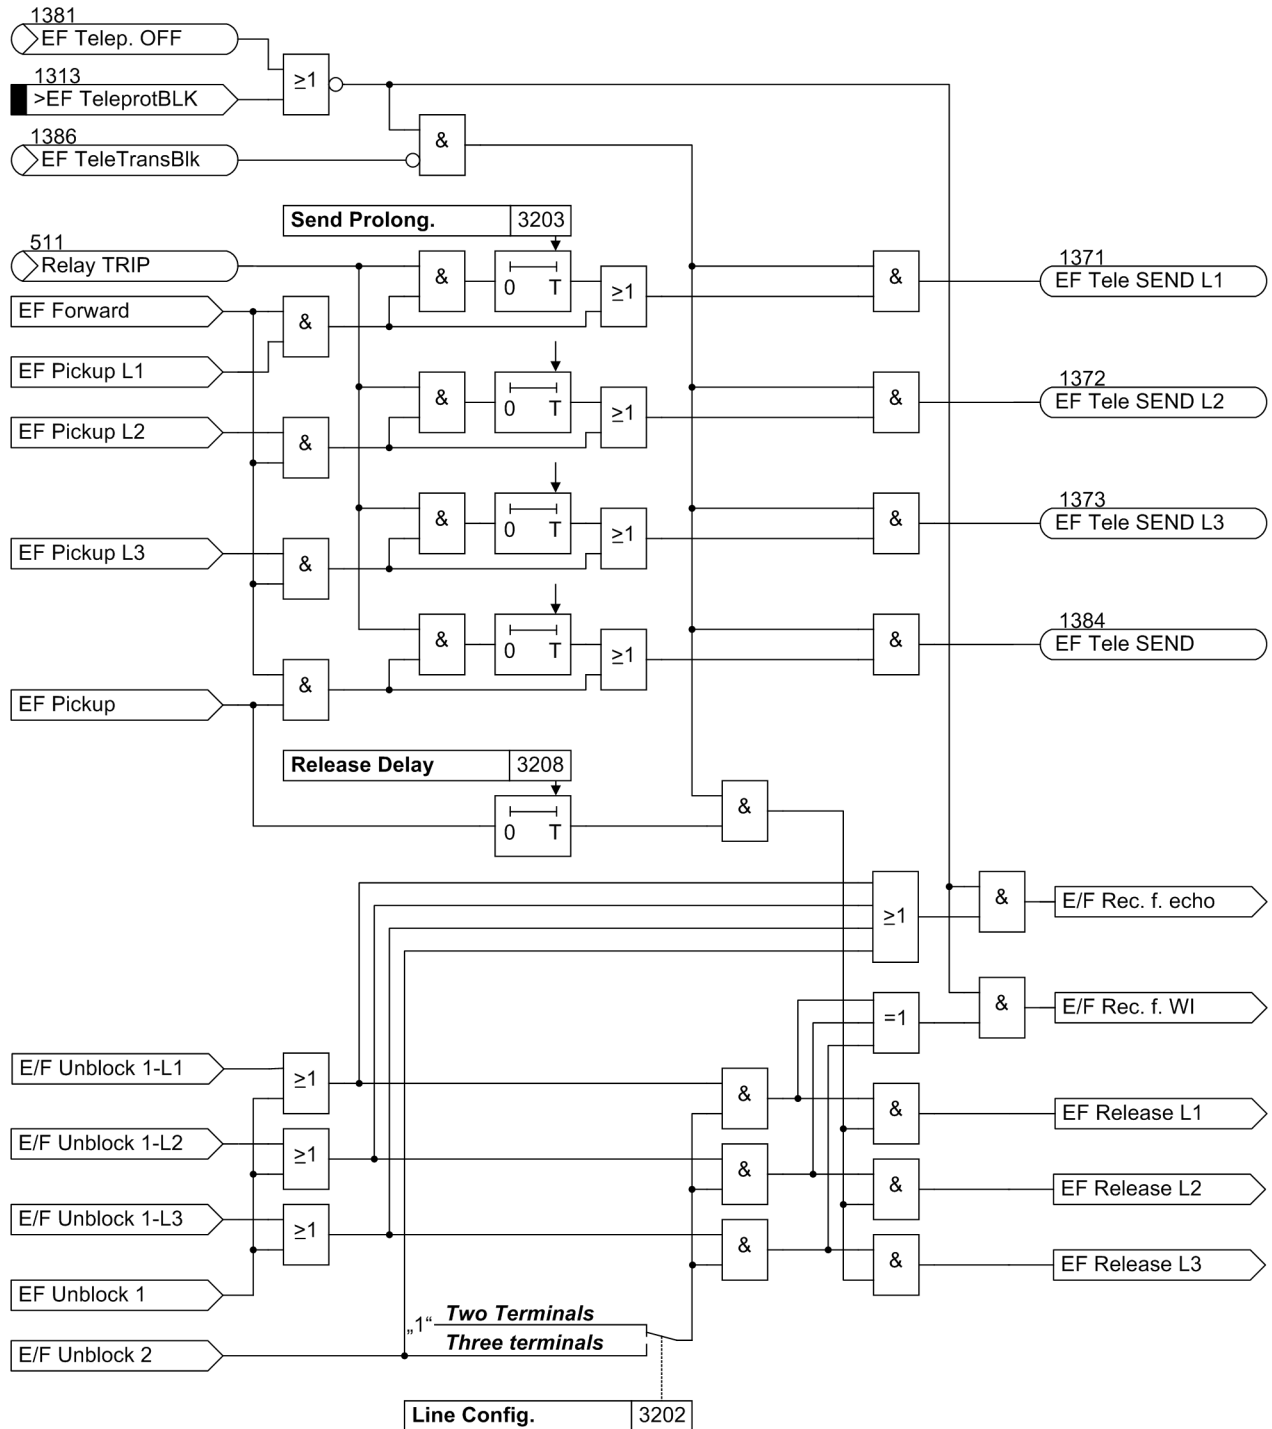 1381
EF Telep. OFF
≥1
1313
>EF TeleprotBLK
&
1386
EF TeleTransBlk
Send Prolong. 3203
511
Relay TRIP
& 0 T ≥1 &
1371
EF Tele SEND L1
EF Forward
&
EF Pickup L1
1372
& 0 T ≥1 &
EF Tele SEND L2
EF Pickup L2
&
1373
& 0 T ≥1 &
EF Tele SEND L3
EF Pickup L3
&
1384
& 0 T ≥1 &
EF Tele SEND
&
EF Pickup
Release Delay 3208
&
0 T
≥1
&
E/F Rec. f. echo
&
E/F Rec. f. WI
=1
E/F Unblock 1-L1
≥1
& &
EF Release L1
E/F Unblock 1-L2
≥1
& &
EF Release L2
E/F Unblock 1-L3
≥1
& &
EF Release L3
EF Unblock 1
„1“ Two Terminals
Three terminals
E/F Unblock 2
Line Config. 3202